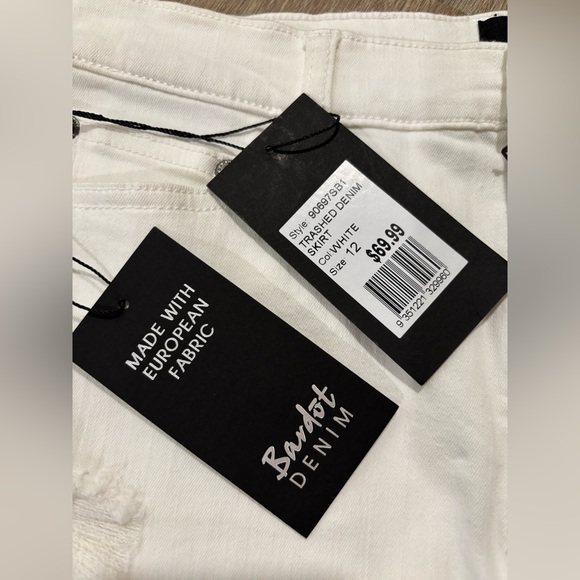 Style: 90697SB1
TRASHED DENIM
SKIRT
Col:WHITE
Size: 12
$69.99
9 351221 329960
MADE WITH
EUROPEAN
FABRIC
Bardot
DENIM